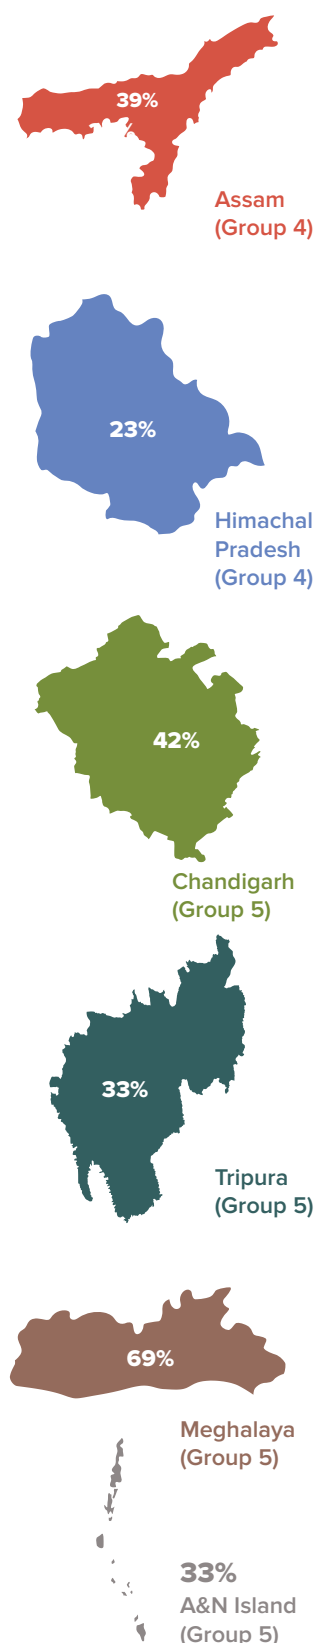 39%
Assam
(Group 4)
23%
Himachal
Pradesh
(Group 4)
42%
Chandigarh
(Group 5)
33%
Tripura
(Group 5)
69%
Meghalaya
(Group 5)
33%
A&N Island
(Group 5)